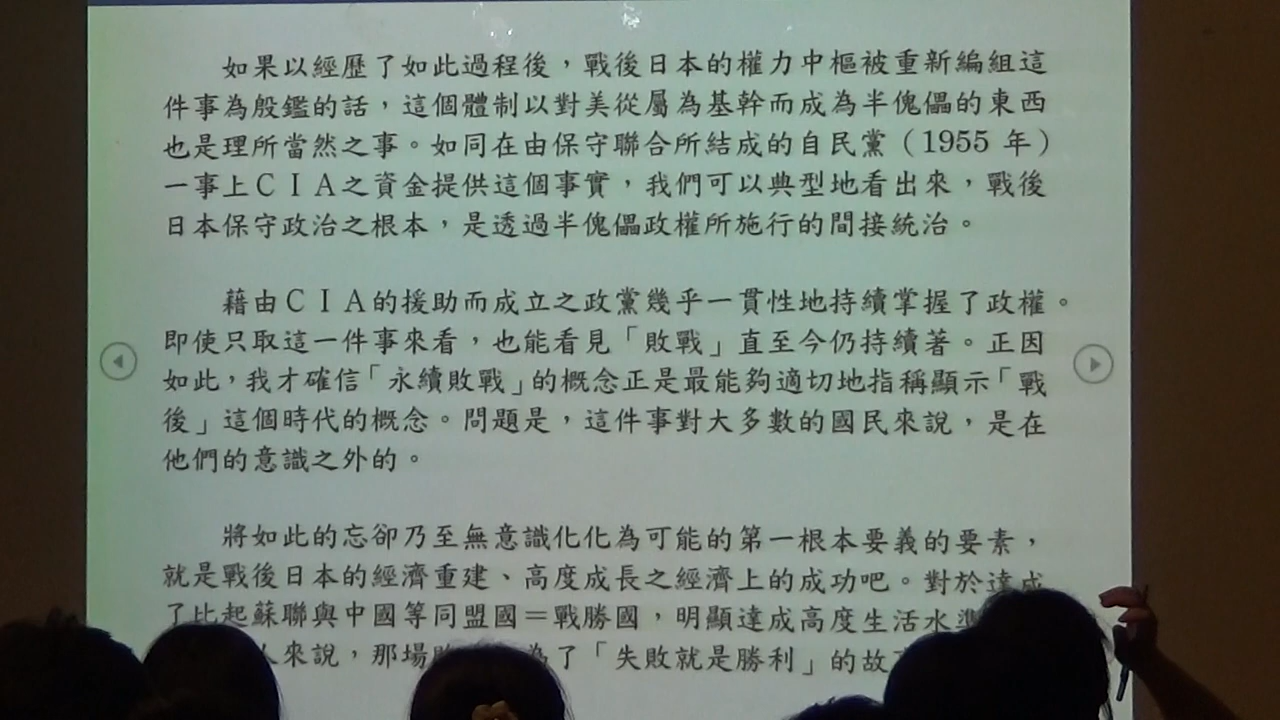 如果以經歷了如此過程後，戰後日本的權力中樞被重新編組這
件事為殷鑑的話，這個體制以對美從屬為基幹而成為半傀儡的東西
也是理所當然之事。如同在由保守聯合所結成的自民黨（1955 年）
一事上ＣＩＡ之資金提供這個事實，我們可以典型地看出來，戰後
日本保守政治之根本，是透過半傀儡政權所施行的間接統治。
藉由ＣＩＡ的援助而成立之政黨幾乎一貫性地持續掌握了政權。
即使只取這一件事來看，也能看見「敗戰」直至今仍持續著。正因
如此，我才確信「永續敗戰」的概念正是最能夠適切地指稱顯示「戰
後」這個時代的概念。問題是，這件事對大多數的國民來說，是在
他們的意識之外的。
將如此的忘卻乃至無意識化化為可能的第一根本要義的要素，
就是戰後日本的經濟重建、高度成長之經濟上的成功吧。對於達成
了比起蘇聯與中國等同盟國＝戰勝國，明顯達成高度生活水準
人來說，那場敗 為了「失敗就是勝利」的故